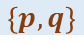 {p, q}